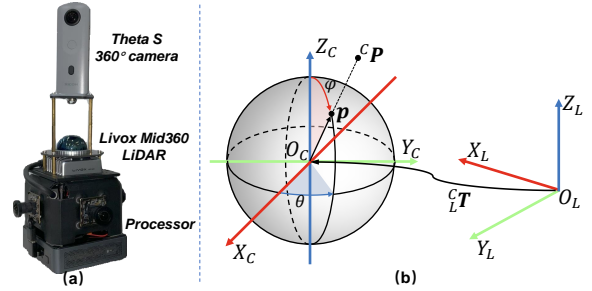 Theta S
360° camera
Livox Mid360
LiDAR
Processor
(a)
Z_C
^C P
φ
p
O_C
Y_C
θ
X_C
^C_L T
Z_L
X_L
O_L
Y_L
(b)